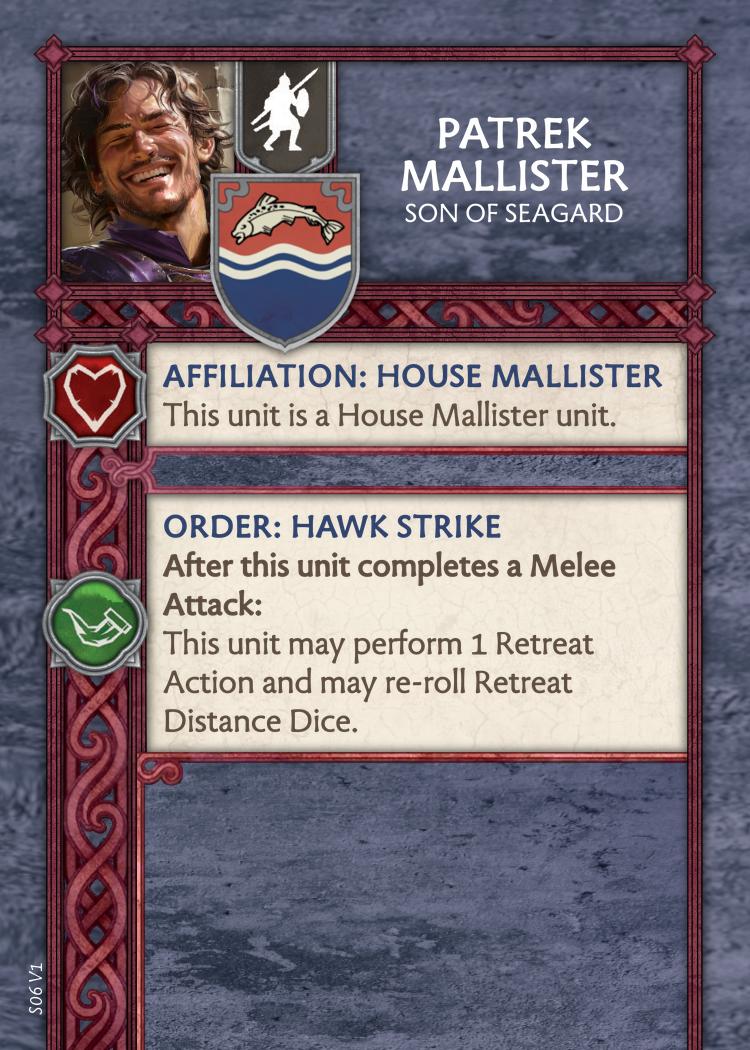 PATREK
MALLISTER
SON OF SEAGARD
AFFILIATION: HOUSE MALLISTER
This unit is a House Mallister unit.
ORDER: HAWK STRIKE
After this unit completes a Melee
Attack:
This unit may perform 1 Retreat
Action and may re-roll Retreat
Distance Dice.
S06 V1